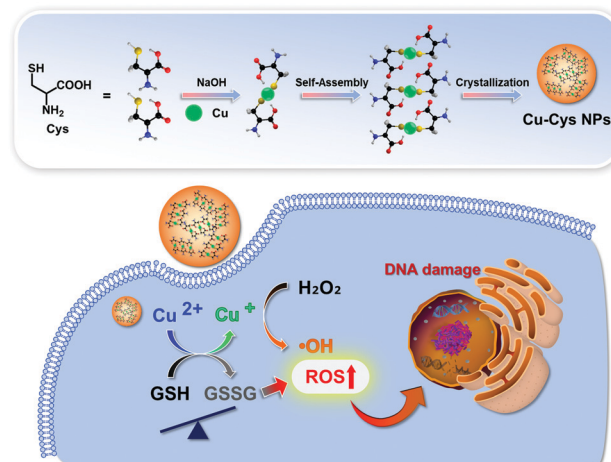 SH
COOH
NH₂
Cys
=
NaOH
Cu
Self-Assembly
Crystallization
Cu-Cys NPs
Cu 2+
Cu +
H₂O₂
•OH
GSH
GSSG
ROS
DNA damage